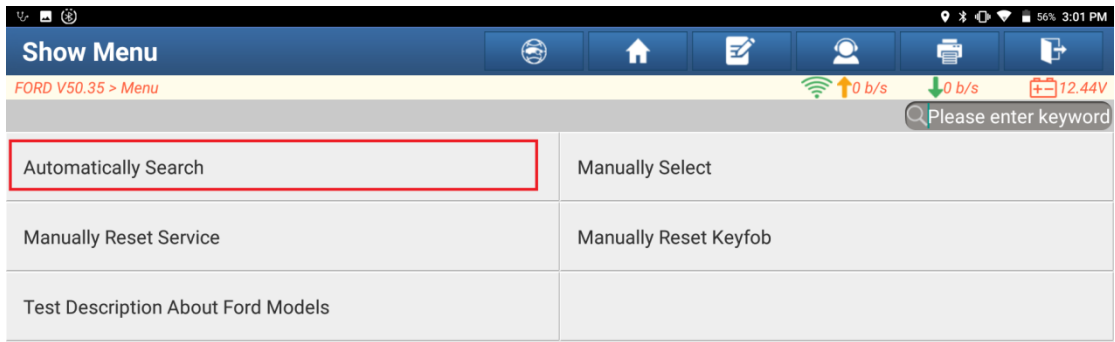 56% 3:01 PM
Show Menu
FORD V50.35 > Menu
0 b/s
0 b/s
12.44V
Please enter keyword
Automatically Search
Manually Select
Manually Reset Service
Manually Reset Keyfob
Test Description About Ford Models